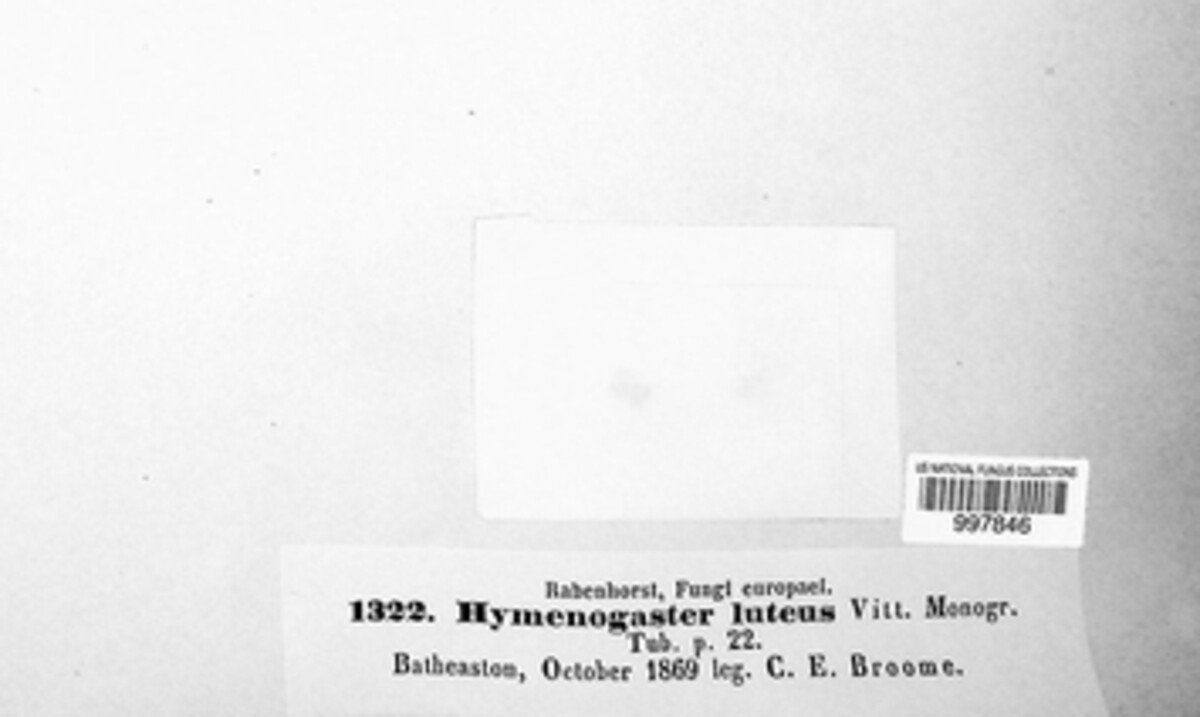 US NATIONAL FUNGUS COLLECTIONS
997846
Rabenhorst, Fungi europaei.
1322. Hymenogaster luteus Vitt. Monogr.
Tub. p. 22.
Batheaston, October 1869 leg. C. E. Broome.